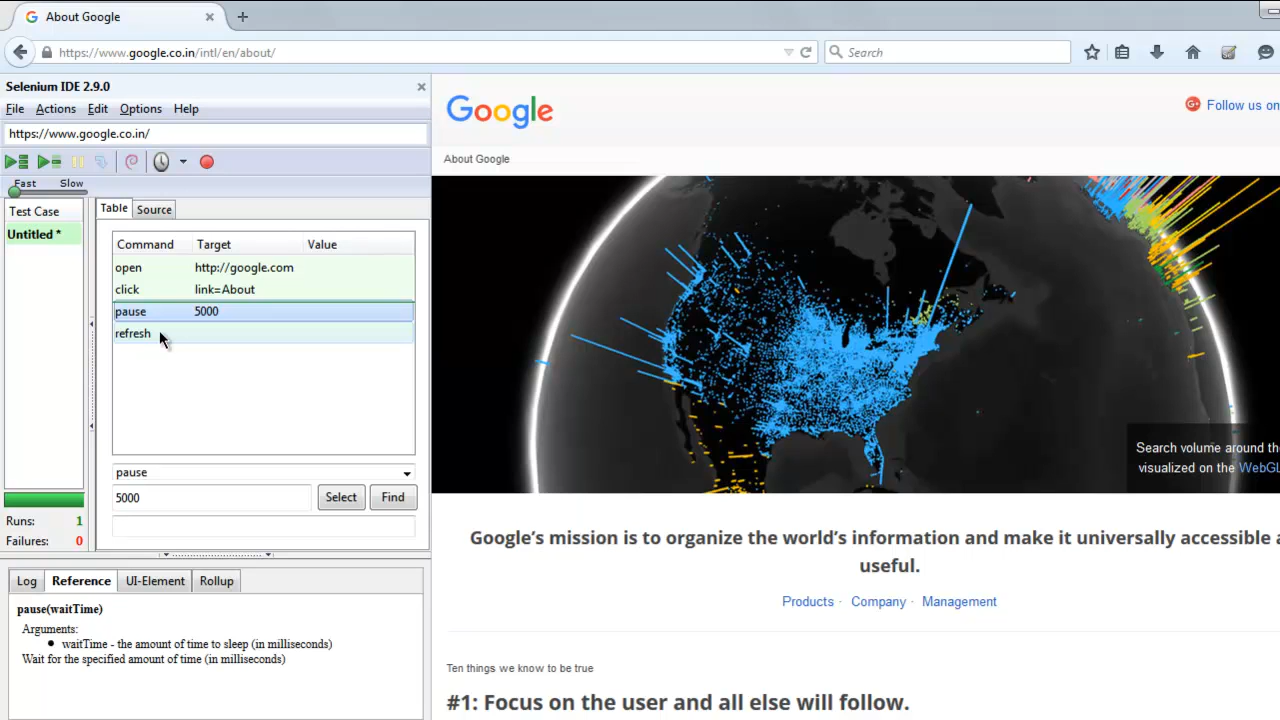 About Google
https://www.google.co.in/intl/en/about/
Search
Selenium IDE 2.9.0
File Actions Edit Options Help
https://www.google.co.in/
Fast Slow
Test Case
Untitled *
Table Source
Command Target Value
open http://google.com
click link=About
pause 5000
refresh
pause
5000 Select Find
Runs: 1
Failures: 0
Log Reference UI-Element Rollup
pause(waitTime)
Arguments:
waitTime - the amount of time to sleep (in milliseconds)
Wait for the specified amount of time (in milliseconds)
Google
Follow us on
About Google
Search volume around the
visualized on the WebGL
Google's mission is to organize the world's information and make it universally accessible a
useful.
Products · Company · Management
Ten things we know to be true
#1: Focus on the user and all else will follow.